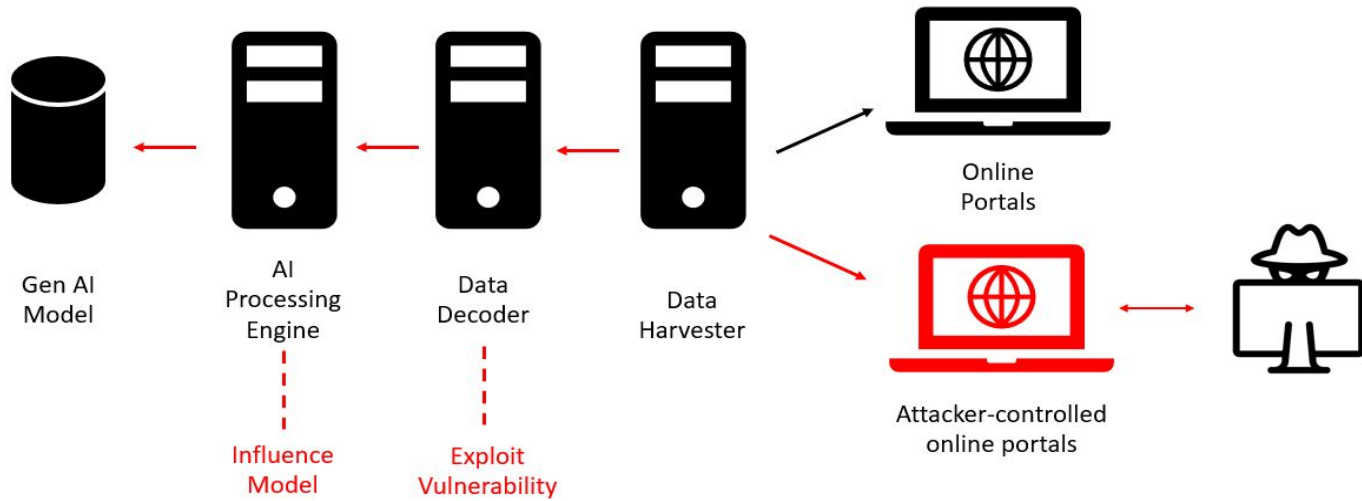 Gen AI
Model
AI
Processing
Engine
Data
Decoder
Data
Harvester
Online
Portals
Attacker-controlled
online portals
Influence
Model
Exploit
Vulnerability